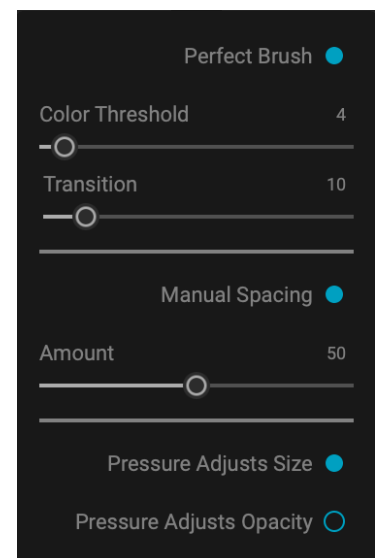 Perfect Brush
Color Threshold 4
Transition 10
Manual Spacing
Amount 50
Pressure Adjusts Size
Pressure Adjusts Opacity